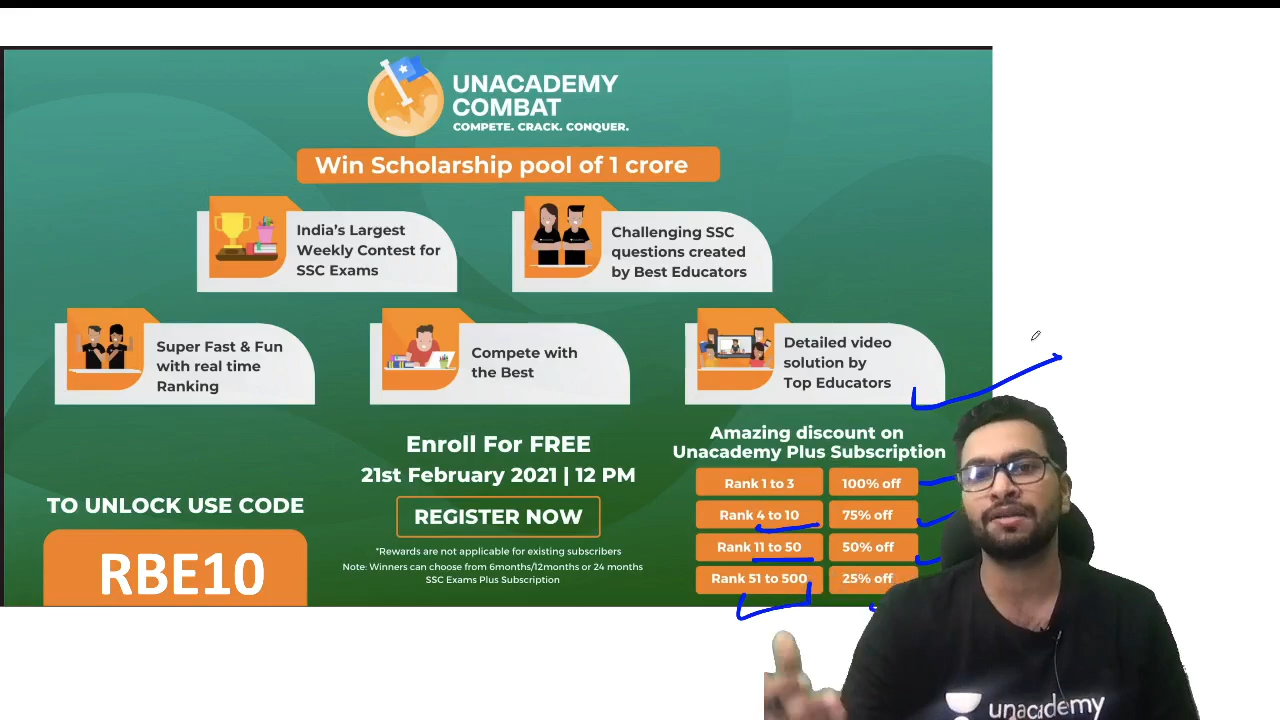 UNACADEMY
COMBAT
COMPETE. CRACK. CONQUER.
Win Scholarship pool of 1 crore
India's Largest
Weekly Contest for
SSC Exams
Challenging SSC
questions created
by Best Educators
Super Fast & Fun
with real time
Ranking
Compete with
the Best
Detailed video
solution by
Top Educators
Enroll For FREE
21st February 2021 | 12 PM
REGISTER NOW
*Rewards are not applicable for existing subscribers
Note: Winners can choose from 6months/12months or 24 months
SSC Exams Plus Subscription
TO UNLOCK USE CODE
RBE10
Amazing discount on
Unacademy Plus Subscription
Rank 1 to 3 100% off
Rank 4 to 10 75% off
Rank 11 to 50 50% off
Rank 51 to 500 25% off
unacademy